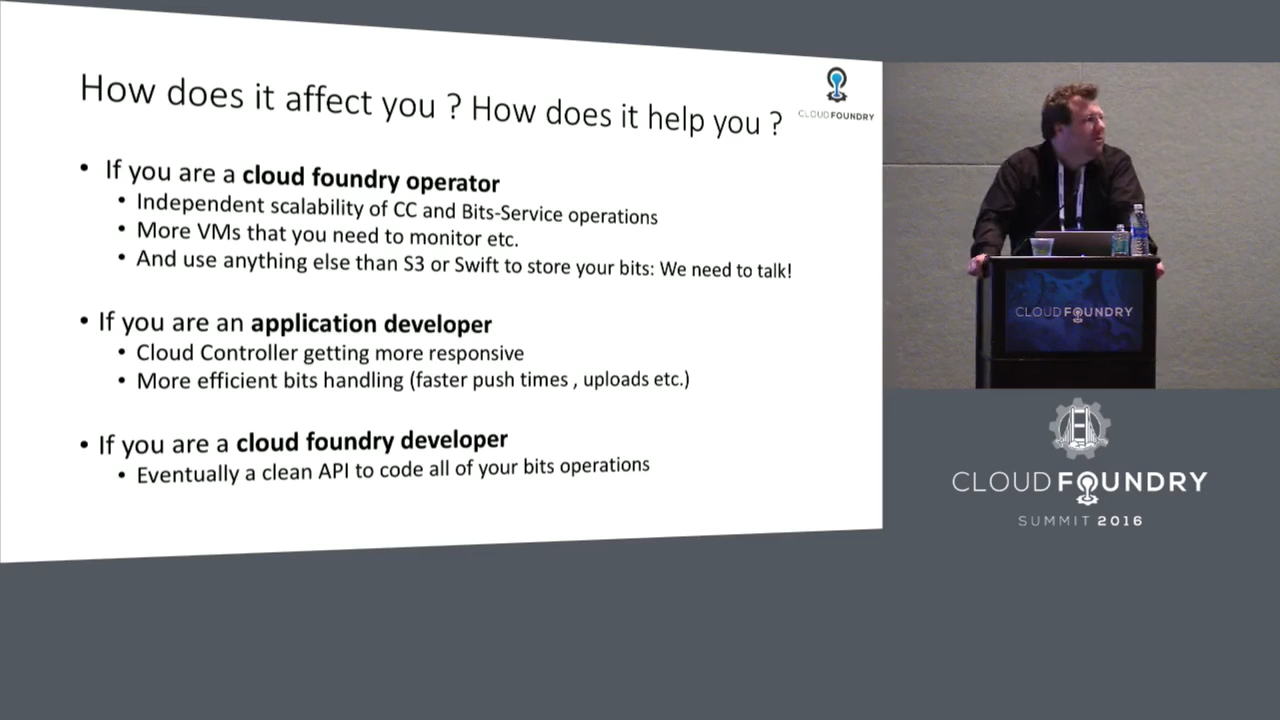 How does it affect you ? How does it help you ?
CLOUDFOUNDRY
• If you are a cloud foundry operator
• Independent scalability of CC and Bits-Service operations
• More VMs that you need to monitor etc.
• And use anything else than S3 or Swift to store your bits: We need to talk!
• If you are an application developer
• Cloud Controller getting more responsive
• More efficient bits handling (faster push times , uploads etc.)
• If you are a cloud foundry developer
• Eventually a clean API to code all of your bits operations
CLOUD FOUNDRY
CLOUD FOUNDRY
SUMMIT 2016